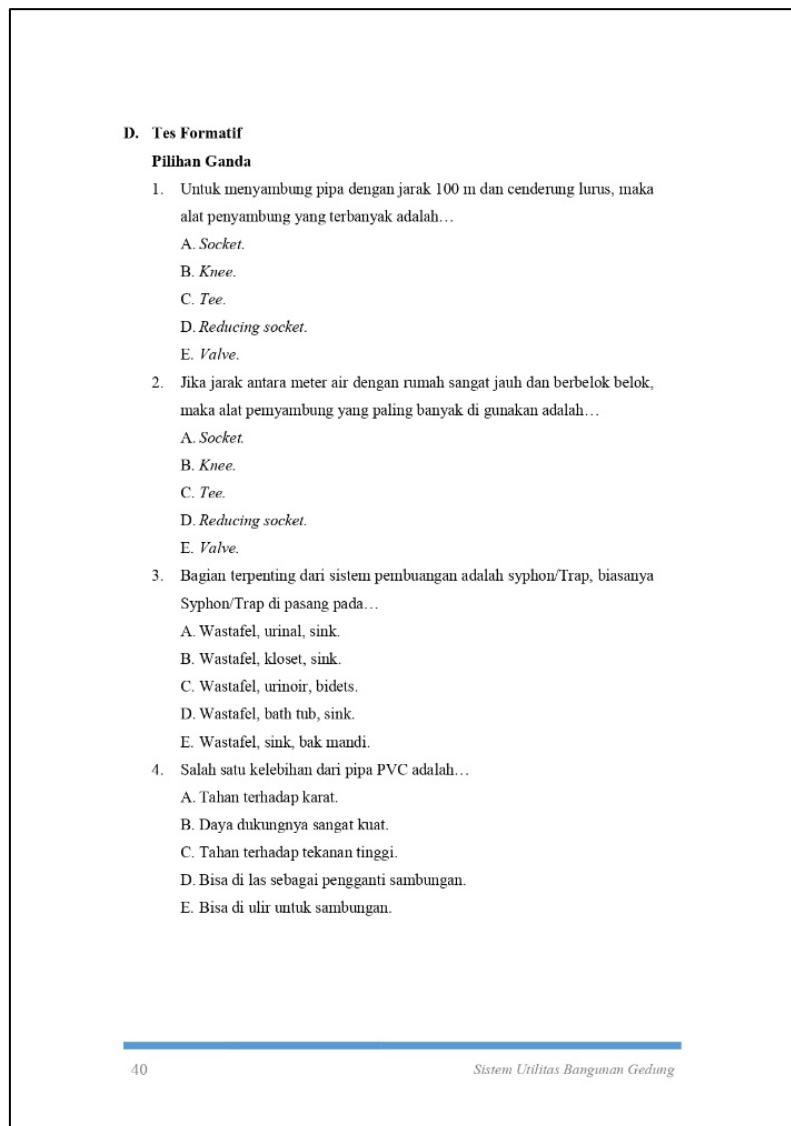 D. Tes Formatif
Pilihan Ganda
1. Untuk menyambung pipa dengan jarak 100 m dan cenderung lurus, maka
alat penyambung yang terbanyak adalah…
A. Socket.
B. Knee.
C. Tee.
D. Reducing socket.
E. Valve.
2. Jika jarak antara meter air dengan rumah sangat jauh dan berbelok belok,
maka alat pemyambung yang paling banyak di gunakan adalah…
A. Socket.
B. Knee.
C. Tee.
D. Reducing socket.
E. Valve.
3. Bagian terpenting dari sistem pembuangan adalah syphon/Trap, biasanya
Syphon/Trap di pasang pada…
A. Wastafel, urinal, sink.
B. Wastafel, kloset, sink.
C. Wastafel, urinoir, bidets.
D. Wastafel, bath tub, sink.
E. Wastafel, sink, bak mandi.
4. Salah satu kelebihan dari pipa PVC adalah…
A. Tahan terhadap karat.
B. Daya dukungnya sangat kuat.
C. Tahan terhadap tekanan tinggi.
D. Bisa di las sebagai pengganti sambungan.
E. Bisa di ulir untuk sambungan.
40 Sistem Utilitas Bangunan Gedung